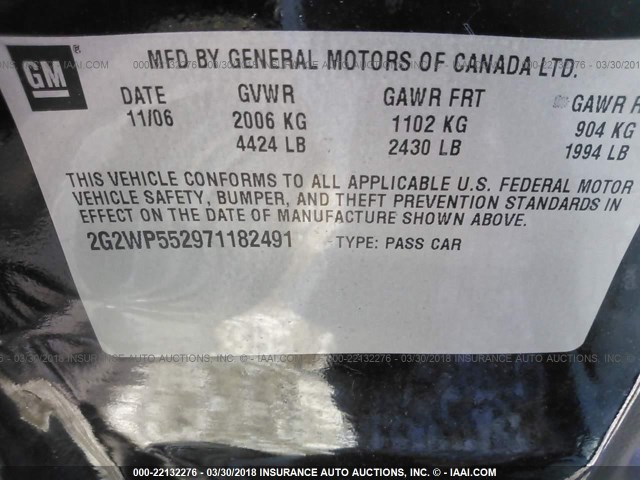 GM ®
MFD BY GENERAL MOTORS OF CANADA LTD.
DATE GVWR GAWR FRT GAWR R
11/06 2006 KG 1102 KG 904 KG
4424 LB 2430 LB 1994 LB
THIS VEHICLE CONFORMS TO ALL APPLICABLE U.S. FEDERAL MOTOR
VEHICLE SAFETY, BUMPER, AND THEFT PREVENTION STANDARDS IN
EFFECT ON THE DATE OF MANUFACTURE SHOWN ABOVE.
2G2WP552971182491 TYPE: PASS CAR
000-22132276 - 03/30/2018 INSURANCE AUTO AUCTIONS, INC. - © - IAAI.COM